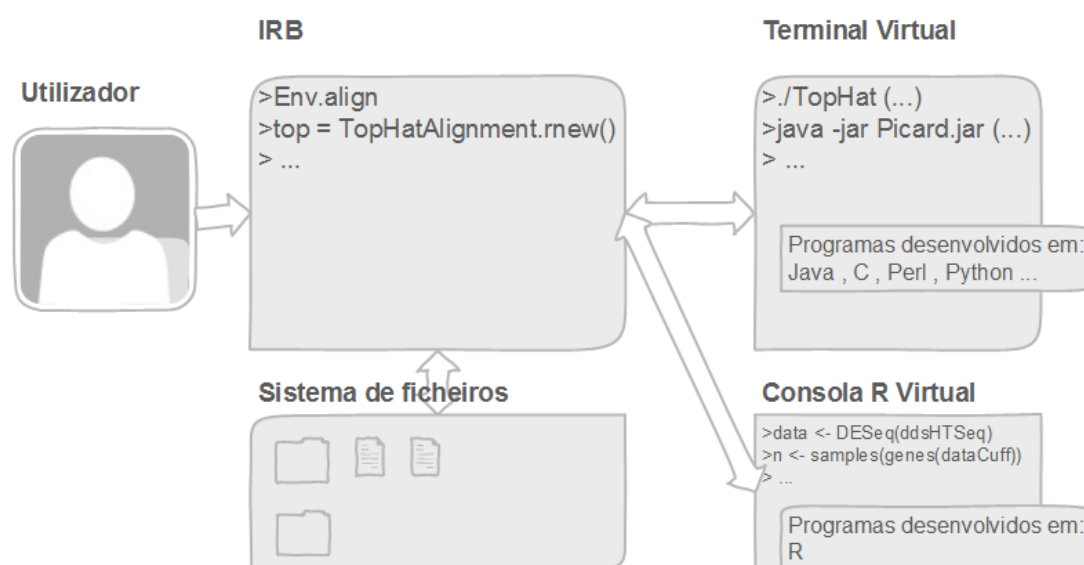 IRB
Terminal Virtual
Utilizador
>Env.align
>top = TopHatAlignment.rnew()
> ...
>./TopHat (...)
>java -jar Picard.jar (...)
> ...
Programas desenvolvidos em:
Java , C , Perl , Python ...
Sistema de ficheiros
Consola R Virtual
>data <- DESeq(ddsHTSeq)
>n <- samples(genes(dataCuff))
> ...
Programas desenvolvidos em:
R